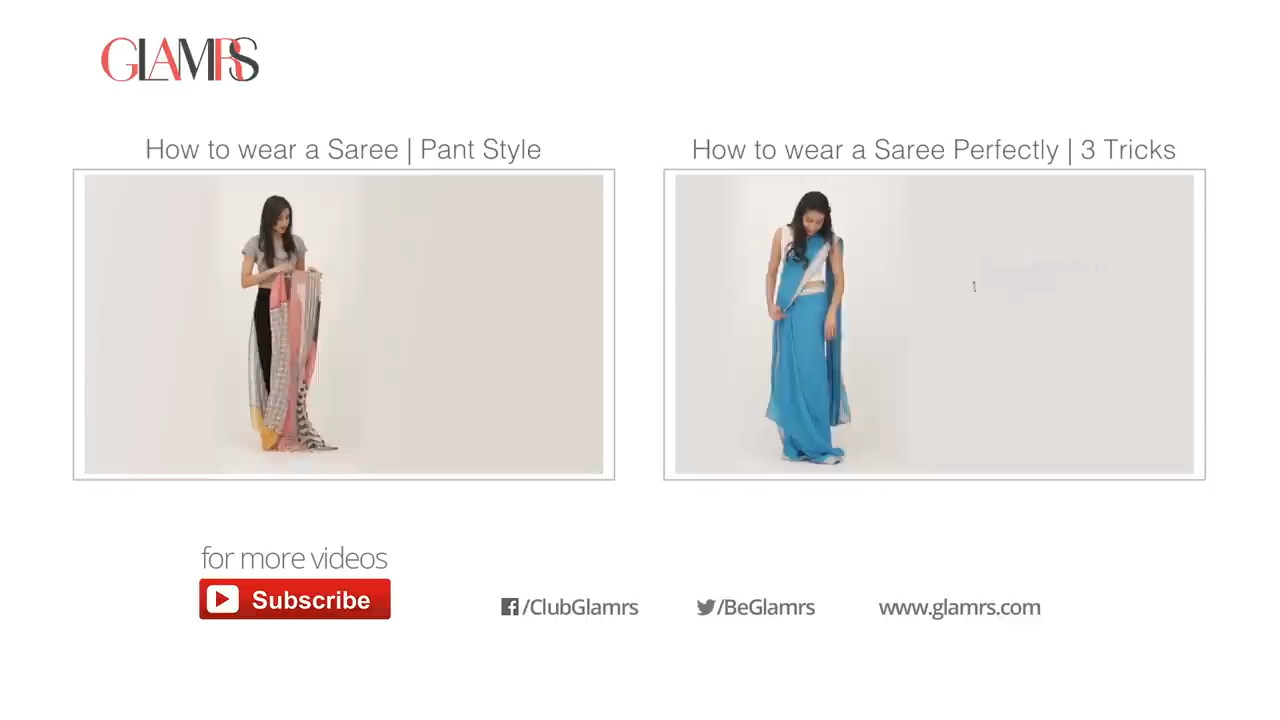 GLAMRS
How to wear a Saree | Pant Style
How to wear a Saree Perfectly | 3 Tricks
for more videos
Subscribe
/ClubGlamrs
/BeGlamrs
www.glamrs.com